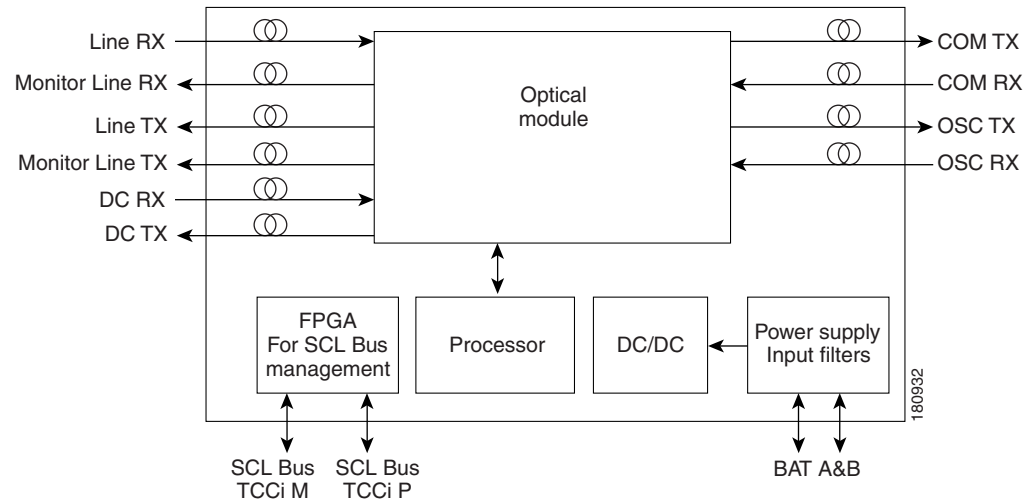 Line RX
Monitor Line RX
Line TX
Monitor Line TX
DC RX
DC TX
Optical
module
COM TX
COM RX
OSC TX
OSC RX
FPGA
For SCL Bus
management
Processor
DC/DC
Power supply
Input filters
180932
SCL Bus
TCCi M
SCL Bus
TCCi P
BAT A&B